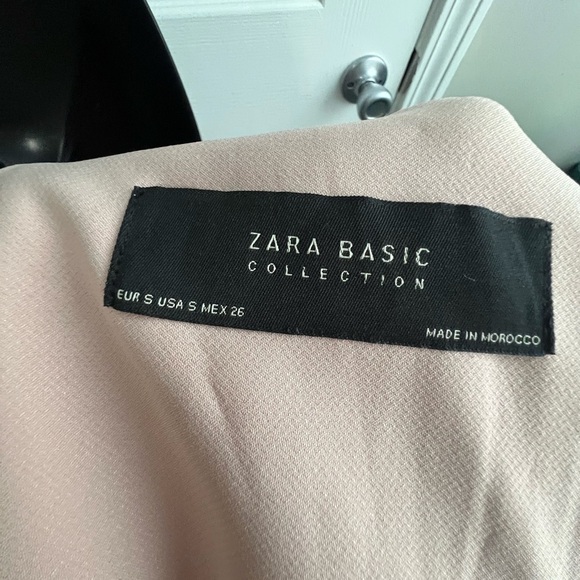 ZARA BASIC
COLLECTION
EUR S USA S MEX 26
MADE IN MOROCCO